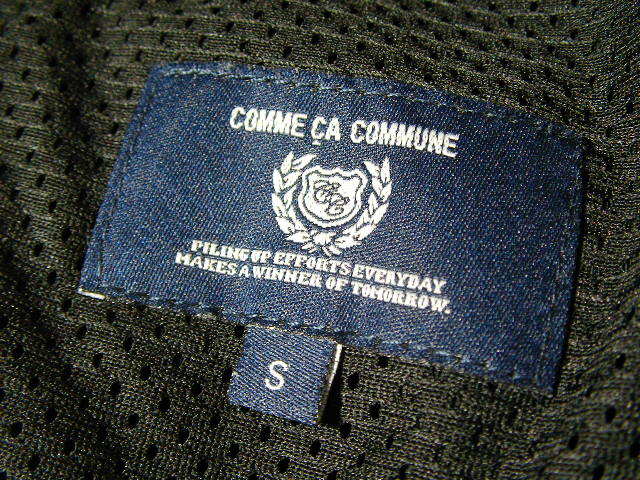 COMME ÇA COMMUNE
PILING UP EFFORTS EVERYDAY
MAKES A WINNER OF TOMORROW.
S